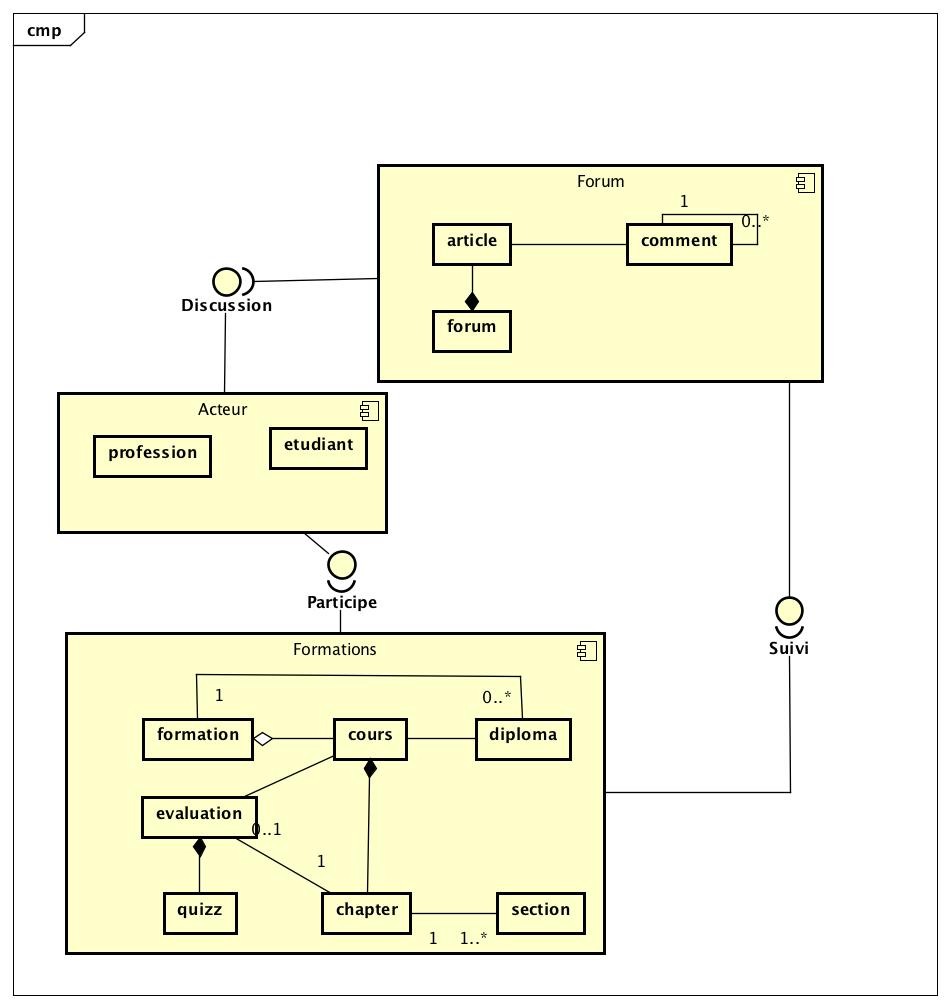 cmp
Forum
1
0..*
article
comment
forum
Discussion
Acteur
profession
etudiant
Participe
Suivi
Formations
1
0..*
formation
cours
diploma
evaluation
0..1
1
quizz
chapter
section
1
1..*